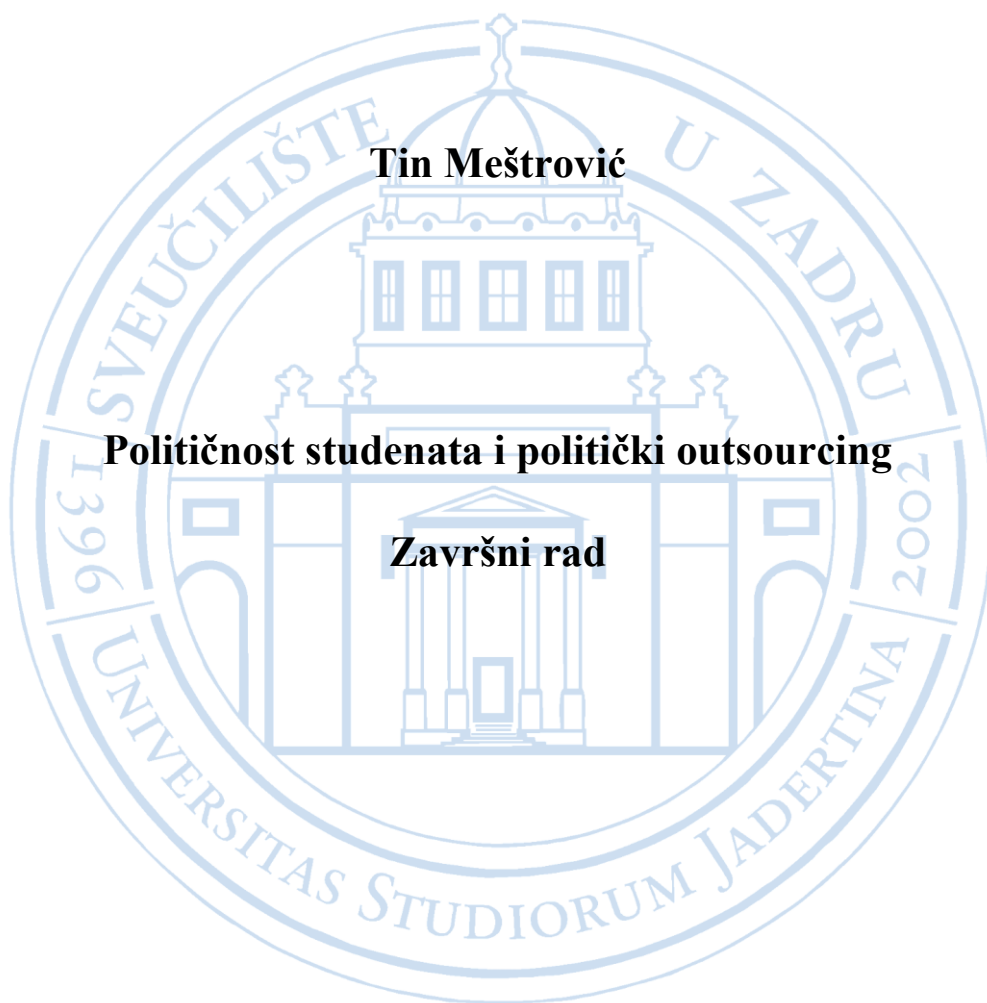 Tin Meštrović
Političnost studenata i politički outsourcing
Završni rad
SVEUČILIŠTE U ZADRU
1396
2002
UNIVERSITAS STUDIORUM JADERTINA